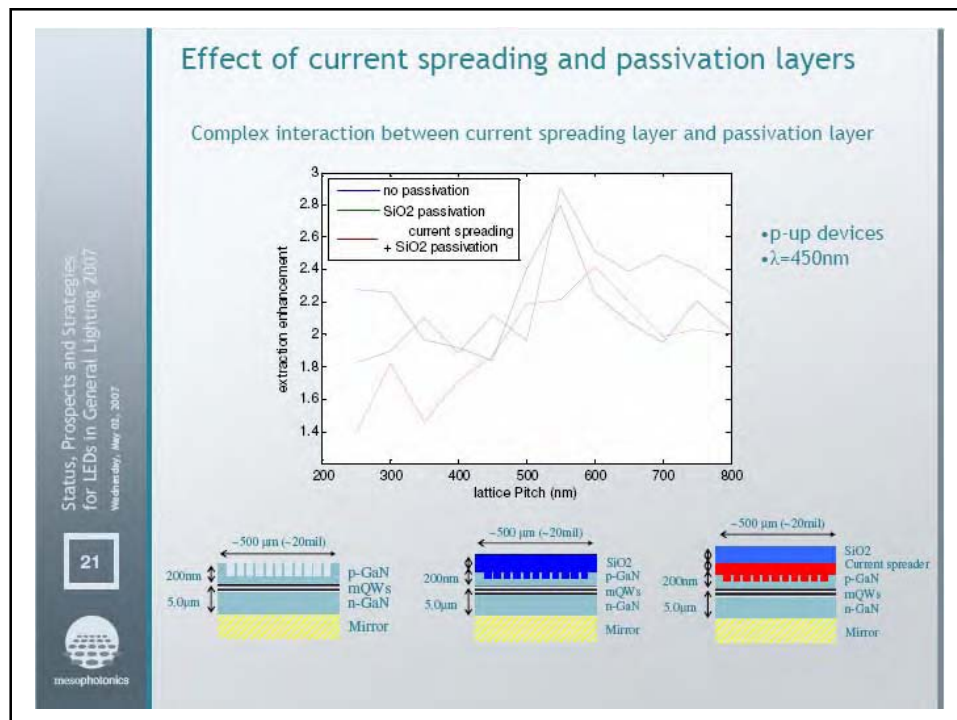 Effect of current spreading and passivation layers
Complex interaction between current spreading layer and passivation layer
3
2.8
2.6
2.4
2.2
2
1.8
1.6
1.4
extraction enhancement
no passivation
SiO2 passivation
current spreading
+ SiO2 passivation
200 300 400 500 600 700 800
lattice Pitch (nm)
•p-up devices
•λ=450nm
~500 µm (~20mil)
200nm
5.0µm
p-GaN
mQWs
n-GaN
Mirror
~500 µm (~20mil)
200nm
5.0µm
SiO2
p-GaN
mQWs
n-GaN
Mirror
~500 µm (~20mil)
200nm
5.0µm
SiO2
Current spreader
p-GaN
mQWs
n-GaN
Mirror
Status, Prospects and Strategies
for LEDs in General Lighting 2007
Wednesday, May 02, 2007
21
mesophotonics